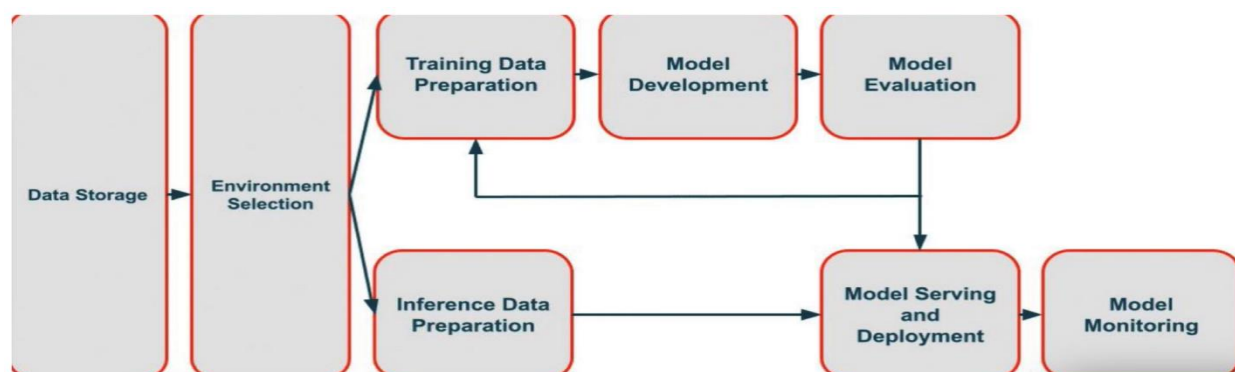 Data Storage
Environment
Selection
Training Data
Preparation
Model
Development
Model
Evaluation
Inference Data
Preparation
Model Serving
and
Deployment
Model
Monitoring